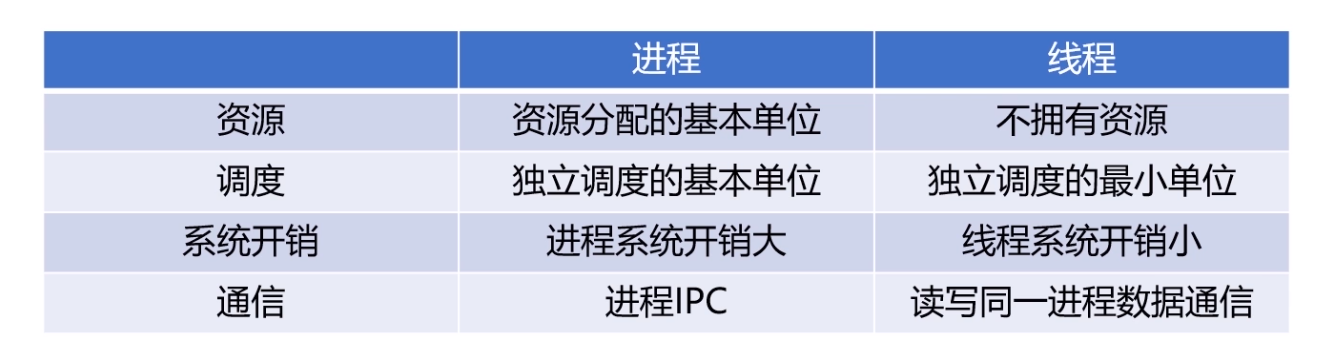 进程 线程
资源 资源分配的基本单位 不拥有资源
调度 独立调度的基本单位 独立调度的最小单位
系统开销 进程系统开销大 线程系统开销小
通信 进程IPC 读写同一进程数据通信